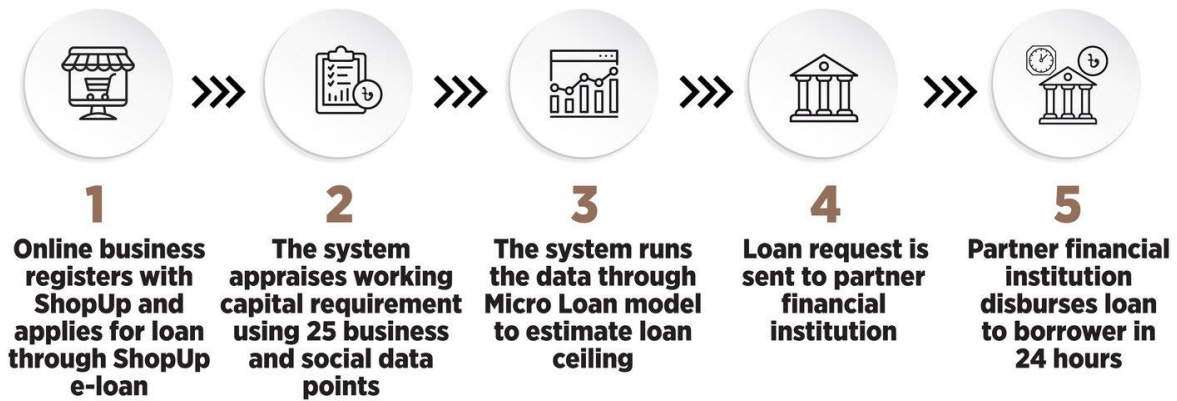 1
Online business
registers with
ShopUp and
applies for loan
through ShopUp
e-loan
2
The system
appraises working
capital requirement
using 25 business
and social data
points
3
The system runs
the data through
Micro Loan model
to estimate loan
ceiling
4
Loan request is
sent to partner
financial
institution
5
Partner financial
institution
disburses loan
to borrower in
24 hours